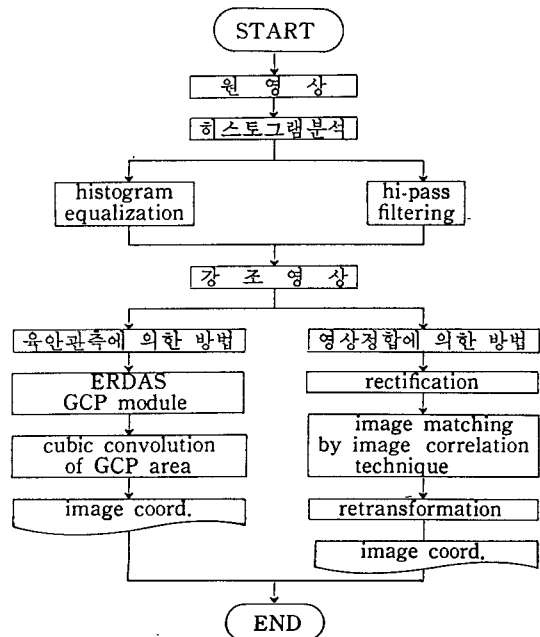 START
원 영 상
히스토그램분석
histogram
equalization
hi-pass
filtering
강 조 영 상
육안관측에 의한 방법
ERDAS
GCP module
cubic convolution
of GCP area
image coord.
영상정합에 의한 방법
rectification
image matching
by image correlation
technique
retransformation
image coord.
END